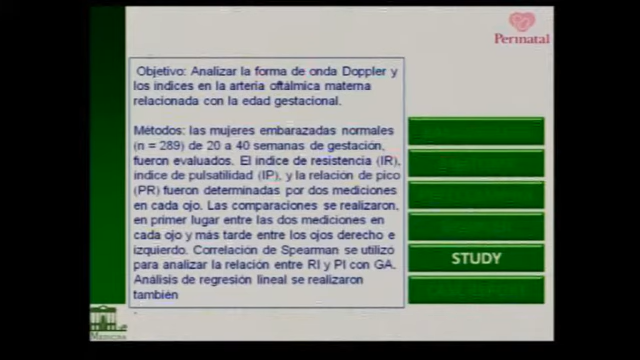 Perinatal
Objetivo: Analizar la forma de onda Doppler y
los índices en la arteria oftálmica materna
relacionada con la edad gestacional.
Métodos: las mujeres embarazadas normales
(n = 289) de 20 a 40 semanas de gestación,
fueron evaluados. El índice de resistencia (IR),
índice de pulsatilidad (IP), y la relación de pico
(PR) fueron determinadas por dos mediciones
en cada ojo. Las comparaciones se realizaron,
en primer lugar entre las dos mediciones en
cada ojo y más tarde entre los ojos derecho e
izquierdo. Correlación de Spearman se utilizó
para analizar la relación entre RI y PI con GA.
Análisis de regresión lineal se realizaron
también
STUDY
MEDICINA